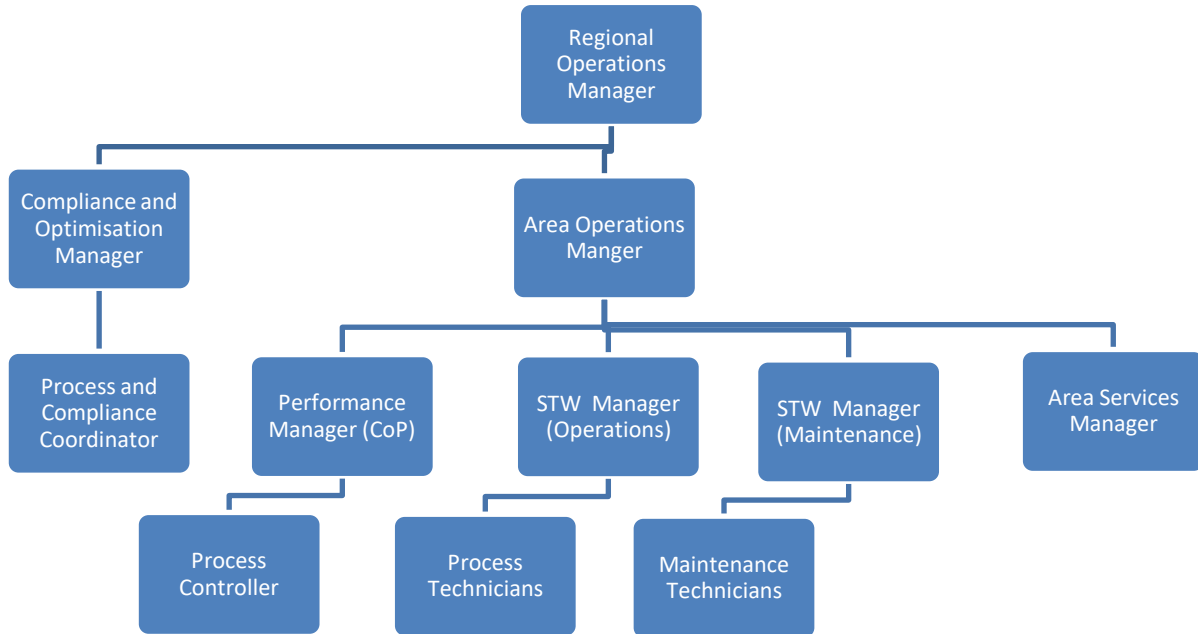 Regional
Operations
Manager
Compliance and
Optimisation
Manager
Area Operations
Manger
Process and
Compliance
Coordinator
Performance
Manager (CoP)
STW  Manager
(Operations)
STW  Manager
(Maintenance)
Area Services
Manager
Process
Controller
Process
Technicians
Maintenance
Technicians